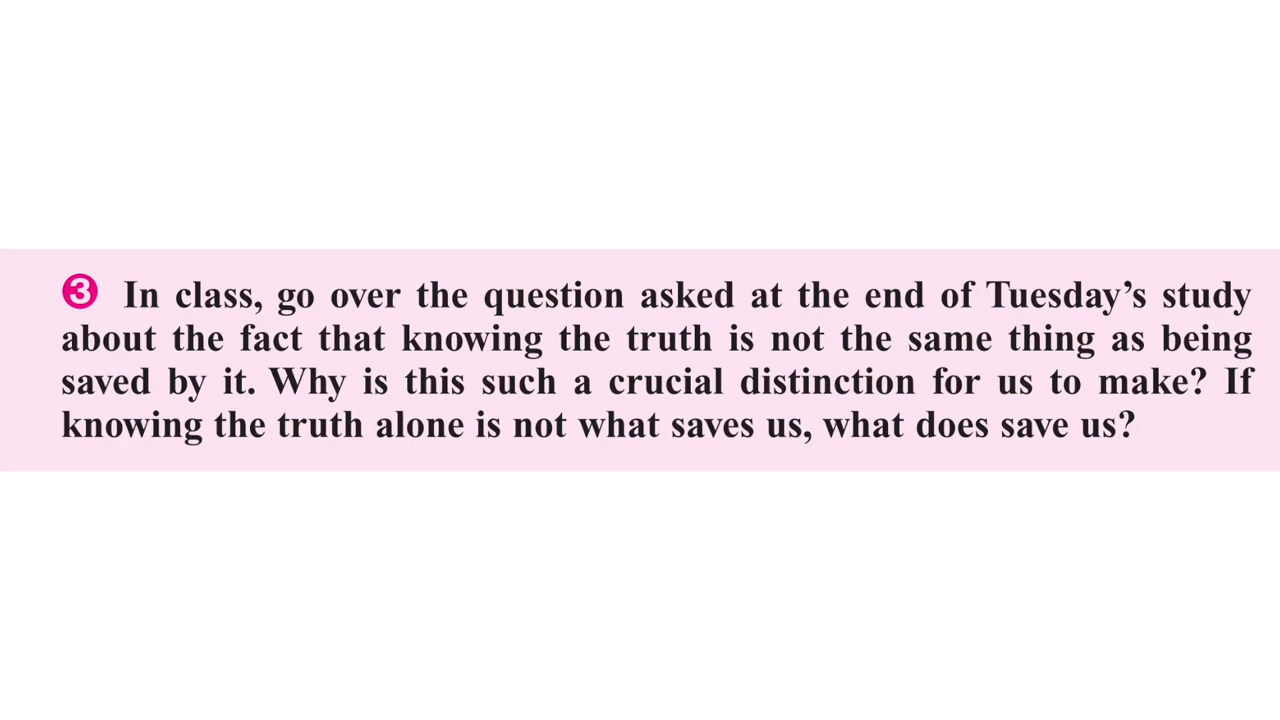 ❸ In class, go over the question asked at the end of Tuesday’s study
about the fact that knowing the truth is not the same thing as being
saved by it. Why is this such a crucial distinction for us to make? If
knowing the truth alone is not what saves us, what does save us?